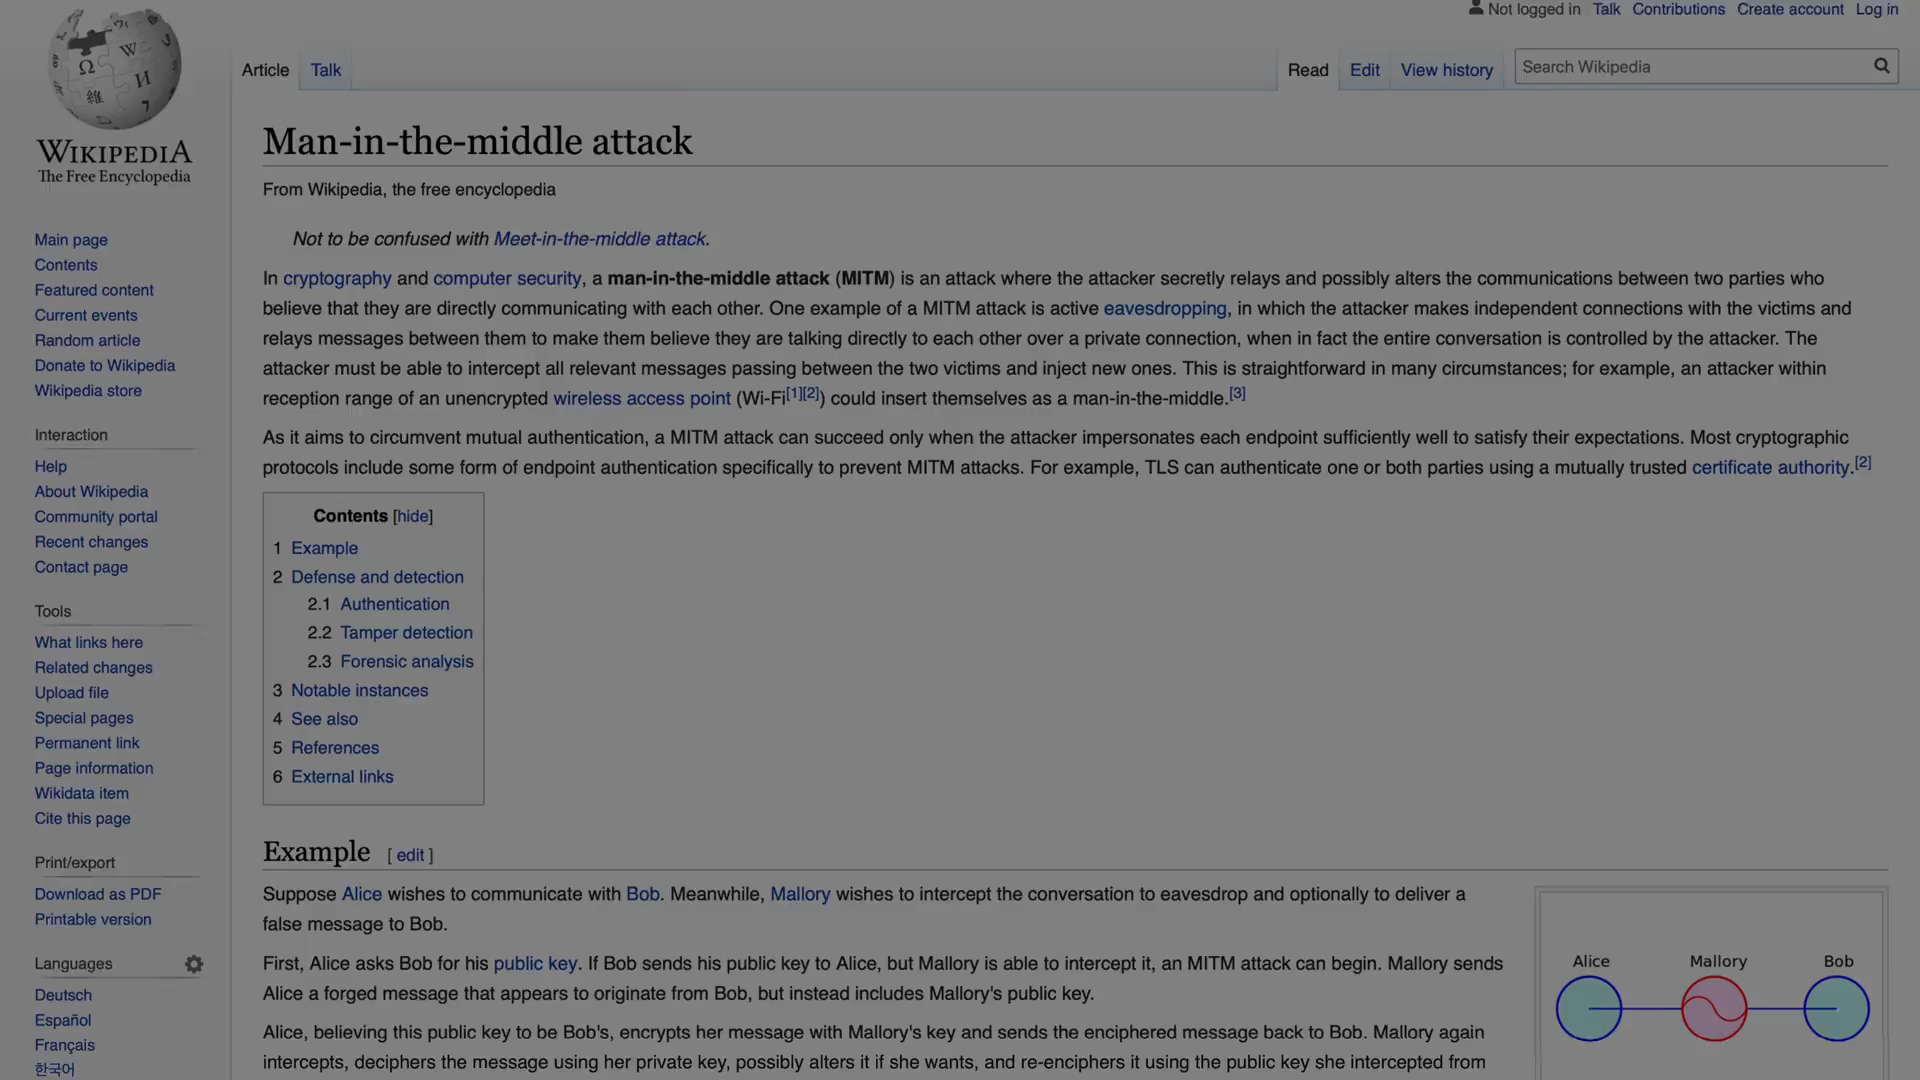 Not logged in Talk Contributions Create account Log in
Article Talk Read Edit View history Search Wikipedia
WIKIPEDIA
The Free Encyclopedia
Main page
Contents
Featured content
Current events
Random article
Donate to Wikipedia
Wikipedia store
Interaction
Help
About Wikipedia
Community portal
Recent changes
Contact page
Tools
What links here
Related changes
Upload file
Special pages
Permanent link
Page information
Wikidata item
Cite this page
Print/export
Download as PDF
Printable version
Languages
Deutsch
Español
Français
한국어
Man-in-the-middle attack
From Wikipedia, the free encyclopedia
Not to be confused with Meet-in-the-middle attack.
In cryptography and computer security, a man-in-the-middle attack (MITM) is an attack where the attacker secretly relays and possibly alters the communications between two parties who
believe that they are directly communicating with each other. One example of a MITM attack is active eavesdropping, in which the attacker makes independent connections with the victims and
relays messages between them to make them believe they are talking directly to each other over a private connection, when in fact the entire conversation is controlled by the attacker. The
attacker must be able to intercept all relevant messages passing between the two victims and inject new ones. This is straightforward in many circumstances; for example, an attacker within
reception range of an unencrypted wireless access point (Wi-Fi[1][2]) could insert themselves as a man-in-the-middle.[3]
As it aims to circumvent mutual authentication, a MITM attack can succeed only when the attacker impersonates each endpoint sufficiently well to satisfy their expectations. Most cryptographic
protocols include some form of endpoint authentication specifically to prevent MITM attacks. For example, TLS can authenticate one or both parties using a mutually trusted certificate authority.[2]
Contents [hide]
1 Example
2 Defense and detection
2.1 Authentication
2.2 Tamper detection
2.3 Forensic analysis
3 Notable instances
4 See also
5 References
6 External links
Example [ edit ]
Suppose Alice wishes to communicate with Bob. Meanwhile, Mallory wishes to intercept the conversation to eavesdrop and optionally to deliver a
false message to Bob.
First, Alice asks Bob for his public key. If Bob sends his public key to Alice, but Mallory is able to intercept it, an MITM attack can begin. Mallory sends
Alice a forged message that appears to originate from Bob, but instead includes Mallory's public key.
Alice, believing this public key to be Bob's, encrypts her message with Mallory's key and sends the enciphered message back to Bob. Mallory again
intercepts, deciphers the message using her private key, possibly alters it if she wants, and re-enciphers it using the public key she intercepted from
Alice Mallory Bob